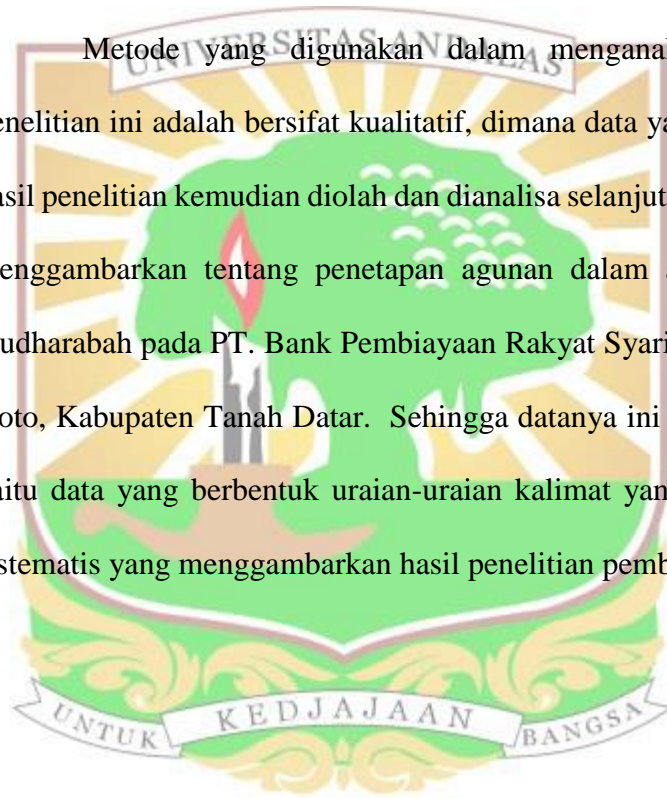 UNIVERSITAS ANDALAS
Metode yang digunakan dalam menganal
enelitian ini adalah bersifat kualitatif, dimana data ya
asil penelitian kemudian diolah dan dianalisa selanjut
enggambarkan tentang penetapan agunan dalam a
udharabah pada PT. Bank Pembiayaan Rakyat Syari
oto, Kabupaten Tanah Datar. Sehingga datanya ini
aitu data yang berbentuk uraian-uraian kalimat yan
stematis yang menggambarkan hasil penelitian pemb
UNTUK KEDJAJAAN BANGSA